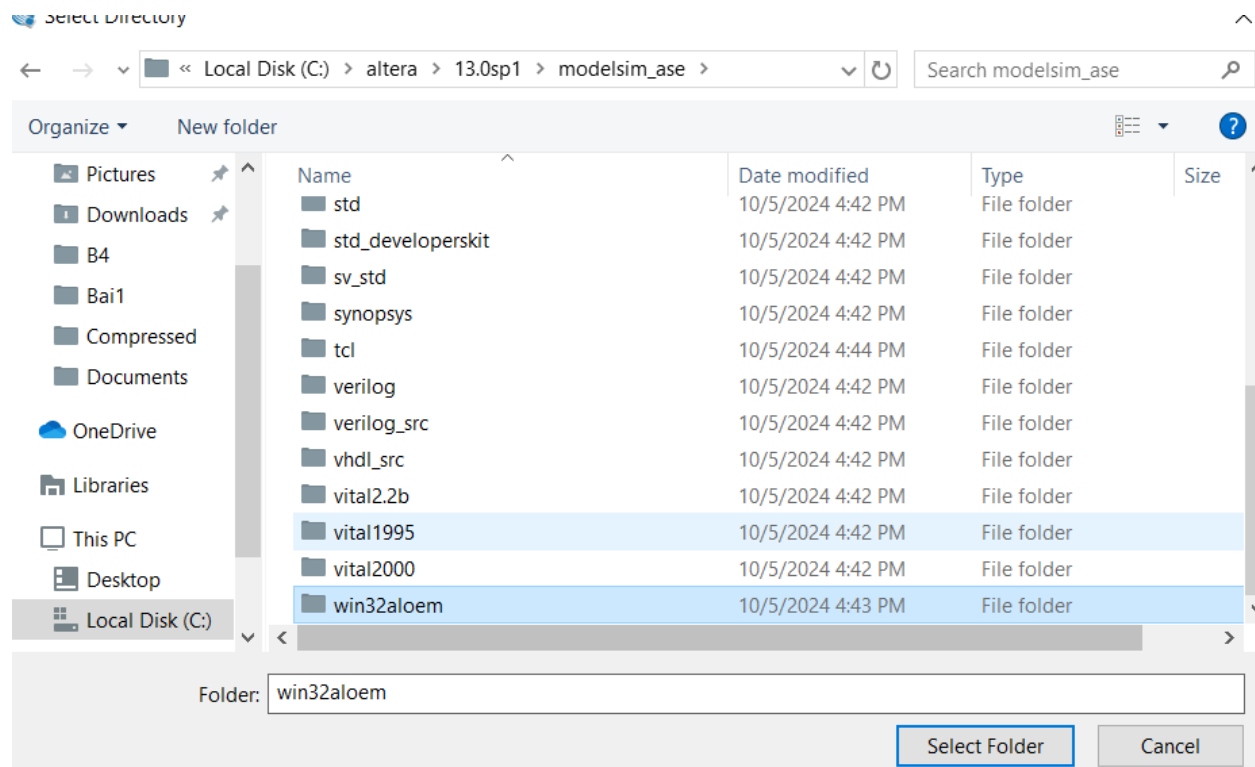 Select Directory
« Local Disk (C:) > altera > 13.0sp1 > modelsim_ase >
Search modelsim_ase
Organize
New folder
?
Pictures
Downloads
B4
Bai1
Compressed
Documents
OneDrive
Libraries
This PC
Desktop
Local Disk (C:)
Name Date modified Type Size
std 10/5/2024 4:42 PM File folder
std_developerskit 10/5/2024 4:42 PM File folder
sv_std 10/5/2024 4:42 PM File folder
synopsys 10/5/2024 4:42 PM File folder
tcl 10/5/2024 4:44 PM File folder
verilog 10/5/2024 4:42 PM File folder
verilog_src 10/5/2024 4:42 PM File folder
vhdl_src 10/5/2024 4:42 PM File folder
vital2.2b 10/5/2024 4:42 PM File folder
vital1995 10/5/2024 4:42 PM File folder
vital2000 10/5/2024 4:42 PM File folder
win32aloem 10/5/2024 4:43 PM File folder
Folder: win32aloem
Select Folder
Cancel